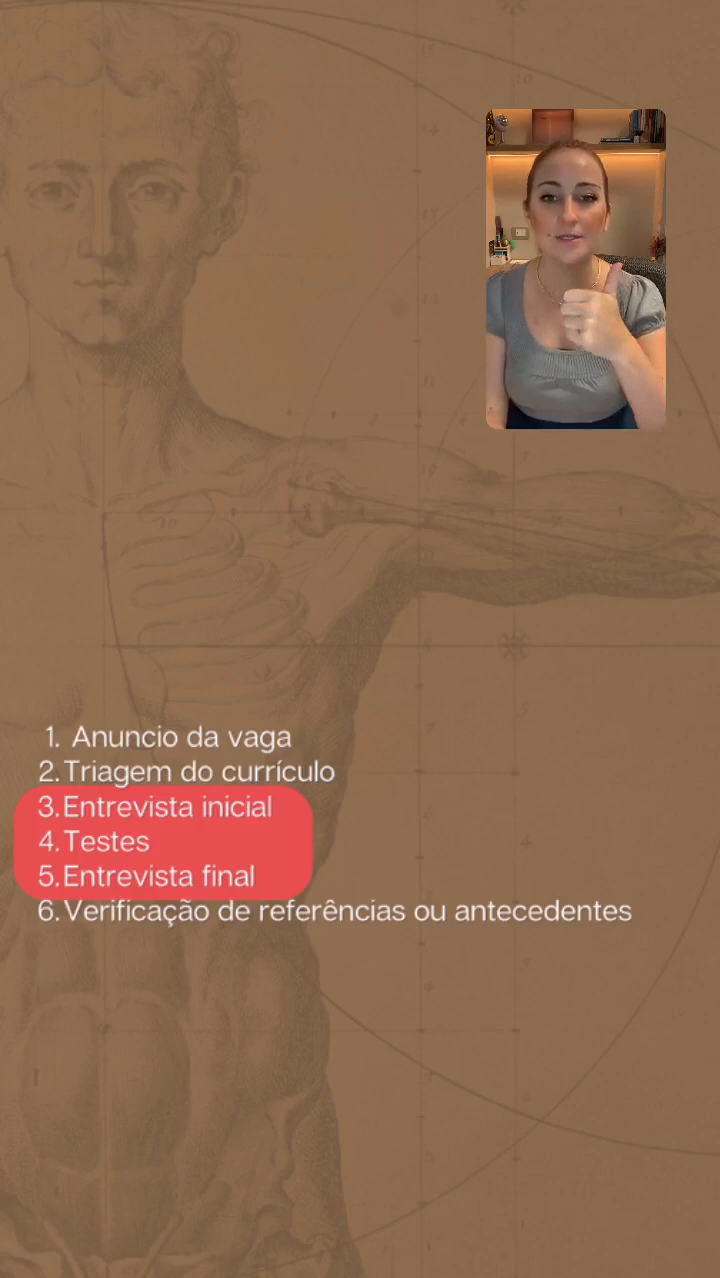 1. Anuncio da vaga
2. Triagem do currículo
3. Entrevista inicial
4. Testes
5. Entrevista final
6. Verificação de referências ou antecedentes